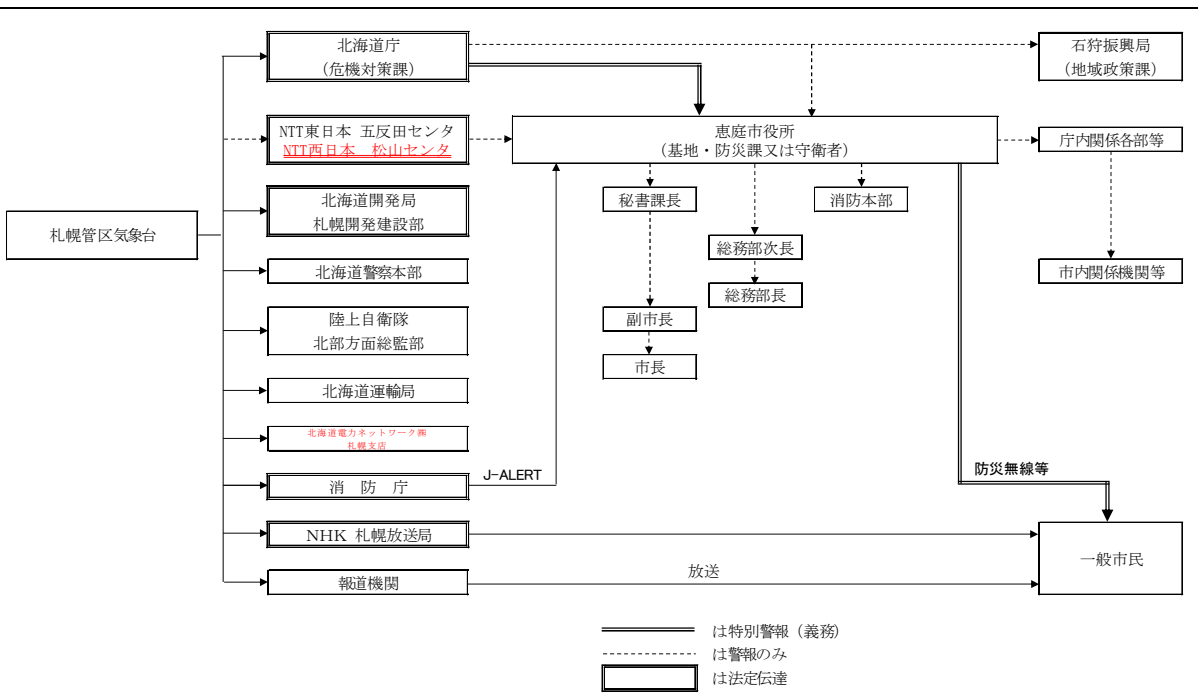 北海道庁
（危機対策課）
石狩振興局
（地域政策課）
NTT東日本 五反田センタ
NTT西日本 松山センタ
恵庭市役所
（基地・防災課又は守衛者）
庁内関係各部等
北海道開発局
札幌開発建設部
秘書課長
消防本部
札幌管区気象台
総務部次長
北海道警察本部
市内関係機関等
総務部長
陸上自衛隊
北部方面総監部
副市長
市長
北海道運輸局
北海道電力ネットワーク㈱
札幌支店
消 防 庁
J-ALERT
防災無線等
NHK 札幌放送局
一般市民
報道機関
放送
は特別警報（義務）
は警報のみ
は法定伝達